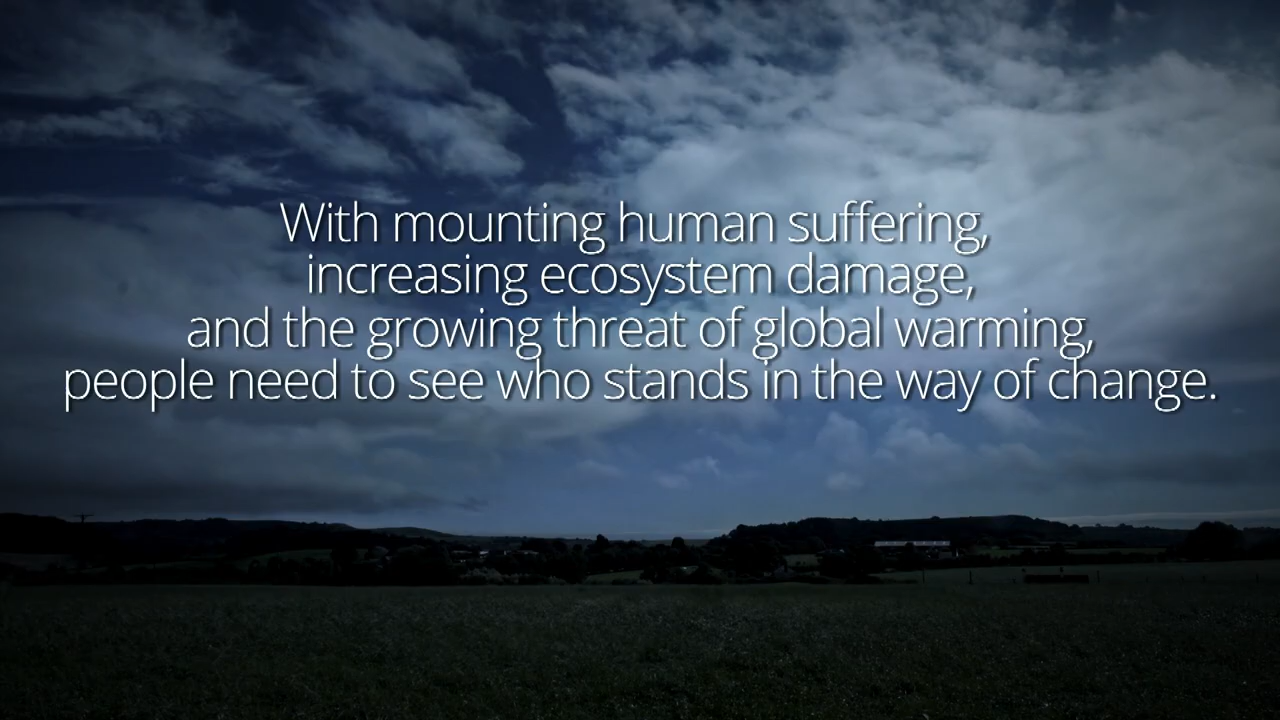 With mounting human suffering,
increasing ecosystem damage,
and the growing threat of global warming,
people need to see who stands in the way of change.